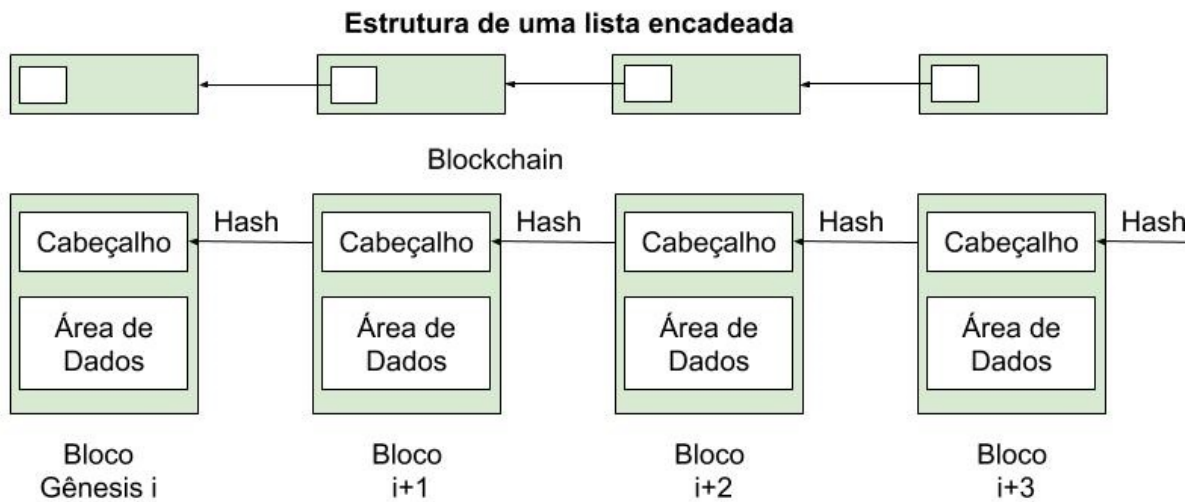 Estrutura de uma lista encadeada
Blockchain
Hash
Hash
Hash
Hash
Cabeçalho
Cabeçalho
Cabeçalho
Cabeçalho
Área de
Dados
Área de
Dados
Área de
Dados
Área de
Dados
Bloco
Gênesis i
Bloco
i+1
Bloco
i+2
Bloco
i+3